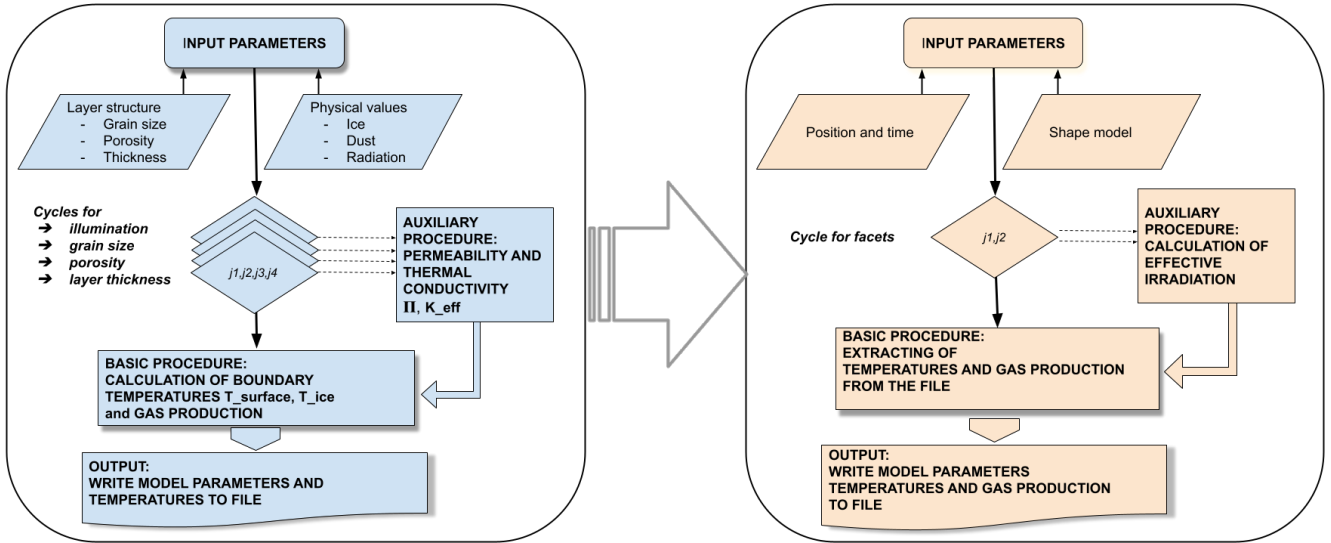 INPUT PARAMETERS
Layer structure
- Grain size
- Porosity
- Thickness
Physical values
- Ice
- Dust
- Radiation
Cycles for
➔ illumination
➔ grain size
➔ porosity
➔ layer thickness
j1,j2,j3,j4
AUXILIARY
PROCEDURE:
PERMEABILITY AND
THERMAL
CONDUCTIVITY
Π, K_eff
BASIC PROCEDURE:
CALCULATION OF BOUNDARY
TEMPERATURES T_surface, T_ice
and GAS PRODUCTION
OUTPUT:
WRITE MODEL PARAMETERS AND
TEMPERATURES TO FILE
INPUT PARAMETERS
Position and time
Shape model
Cycle for facets
j1,j2
AUXILIARY
PROCEDURE:
CALCULATION OF
EFFECTIVE
IRRADIATION
BASIC PROCEDURE:
EXTRACTING OF
TEMPERATURES AND GAS PRODUCTION
FROM THE FILE
OUTPUT:
WRITE MODEL PARAMETERS
TEMPERATURES AND GAS PRODUCTION
TO FILE